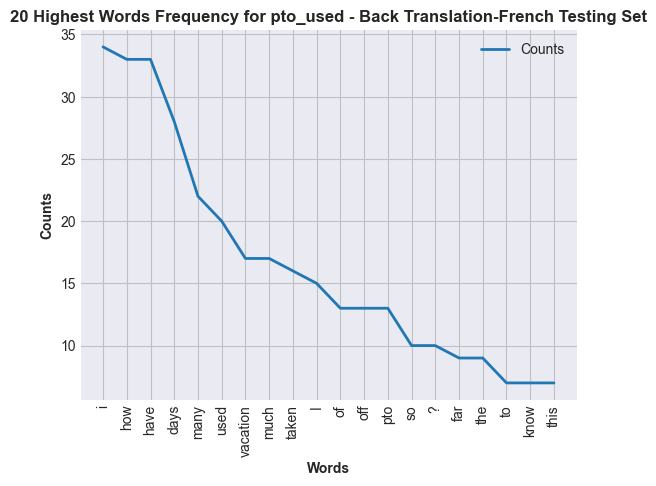 20 Highest Words Frequency for pto_used - Back Translation-French Testing Set
Counts
35
30
25
20
15
10
Counts
i
how
have
days
many
used
vacation
much
taken
I
of
off
pto
so
?
far
the
to
know
this
Words